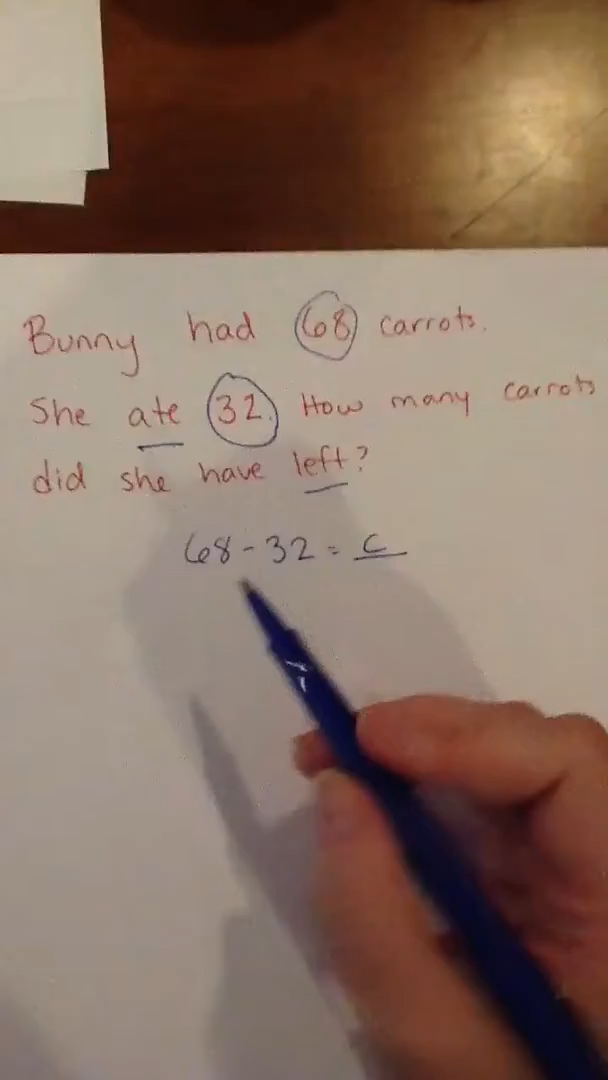 Bunny had 68 carrots.
She ate 32. How many carrots
did she have left?
68 - 32 = c